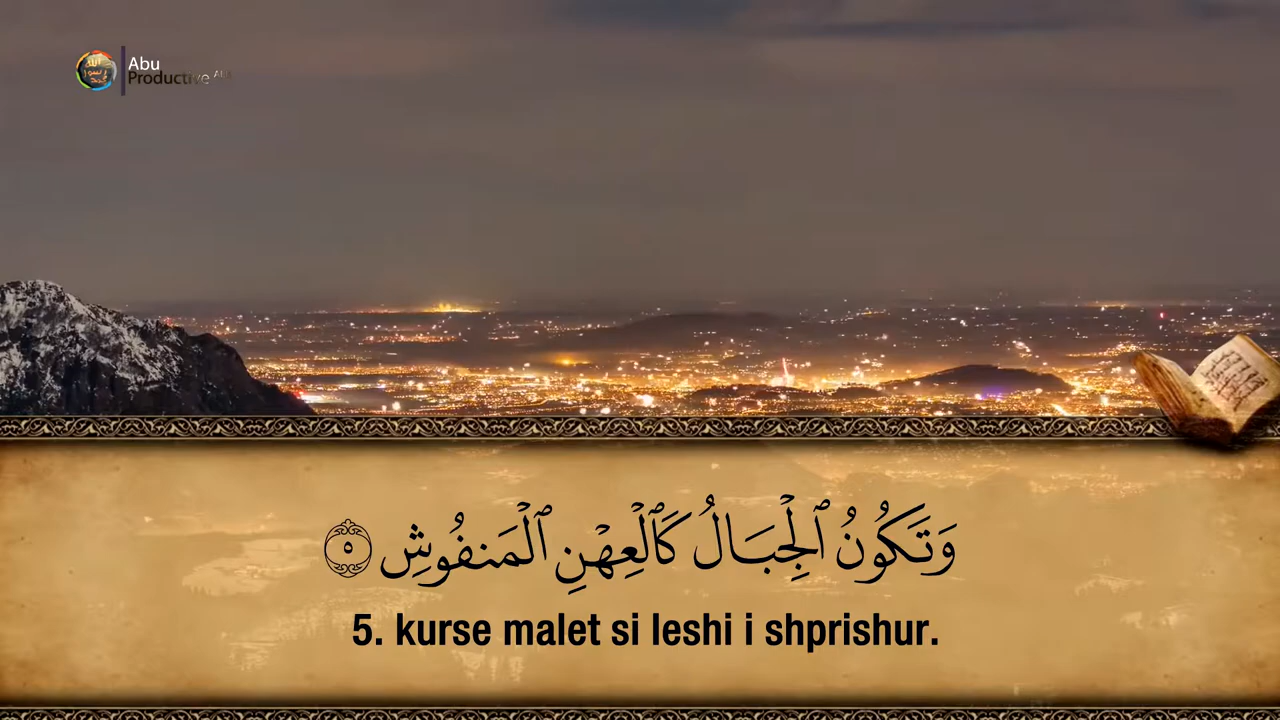 Abu
Productive
وَتَكُونُ ٱلْجِبَالُ كَٱلْعِهْنِ ٱلْمَنفُوشِ ٥
5. kurse malet si leshi i shprishur.